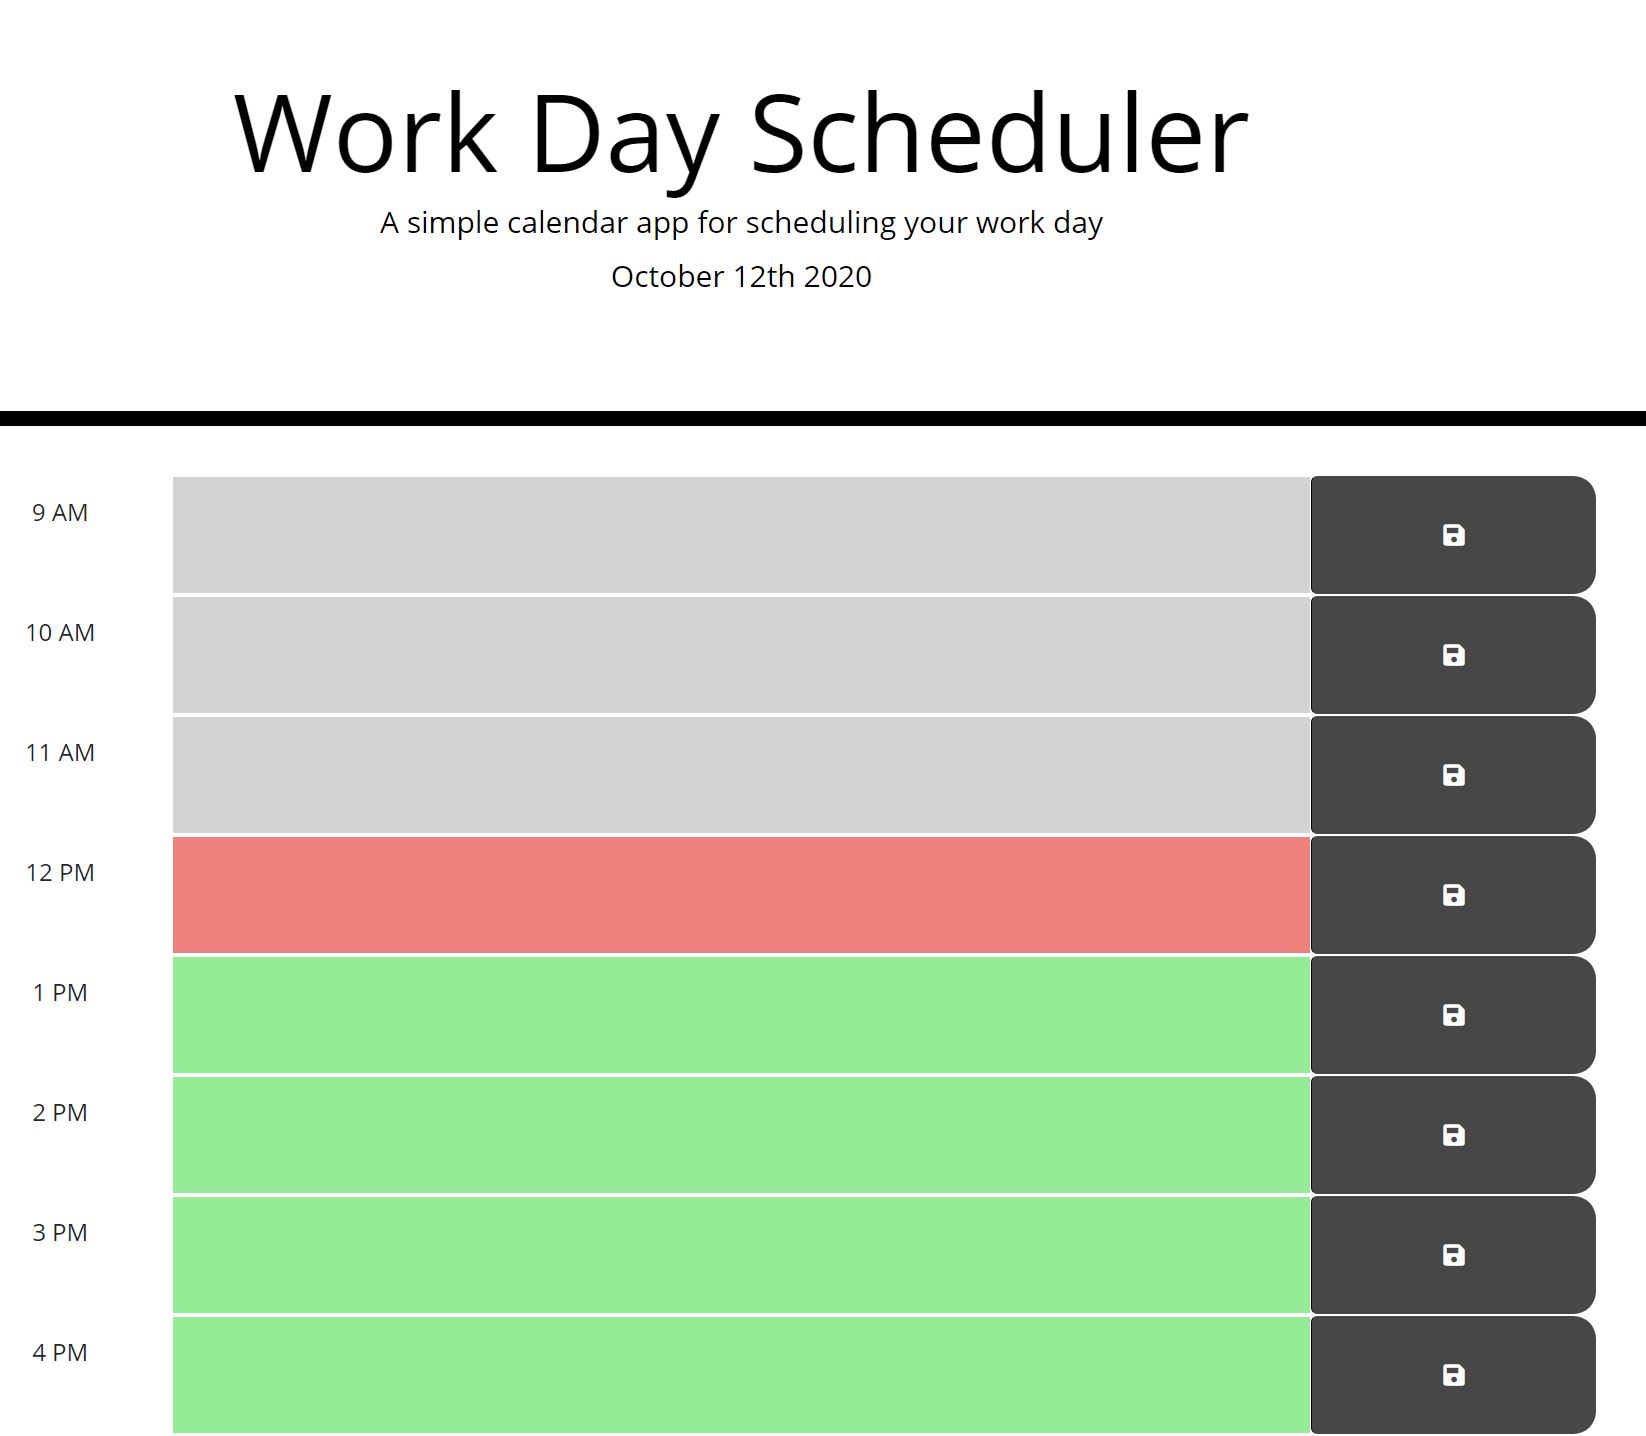 Work Day Scheduler
A simple calendar app for scheduling your work day
October 12th 2020
9 AM
10 AM
11 AM
12 PM
1 PM
2 PM
3 PM
4 PM